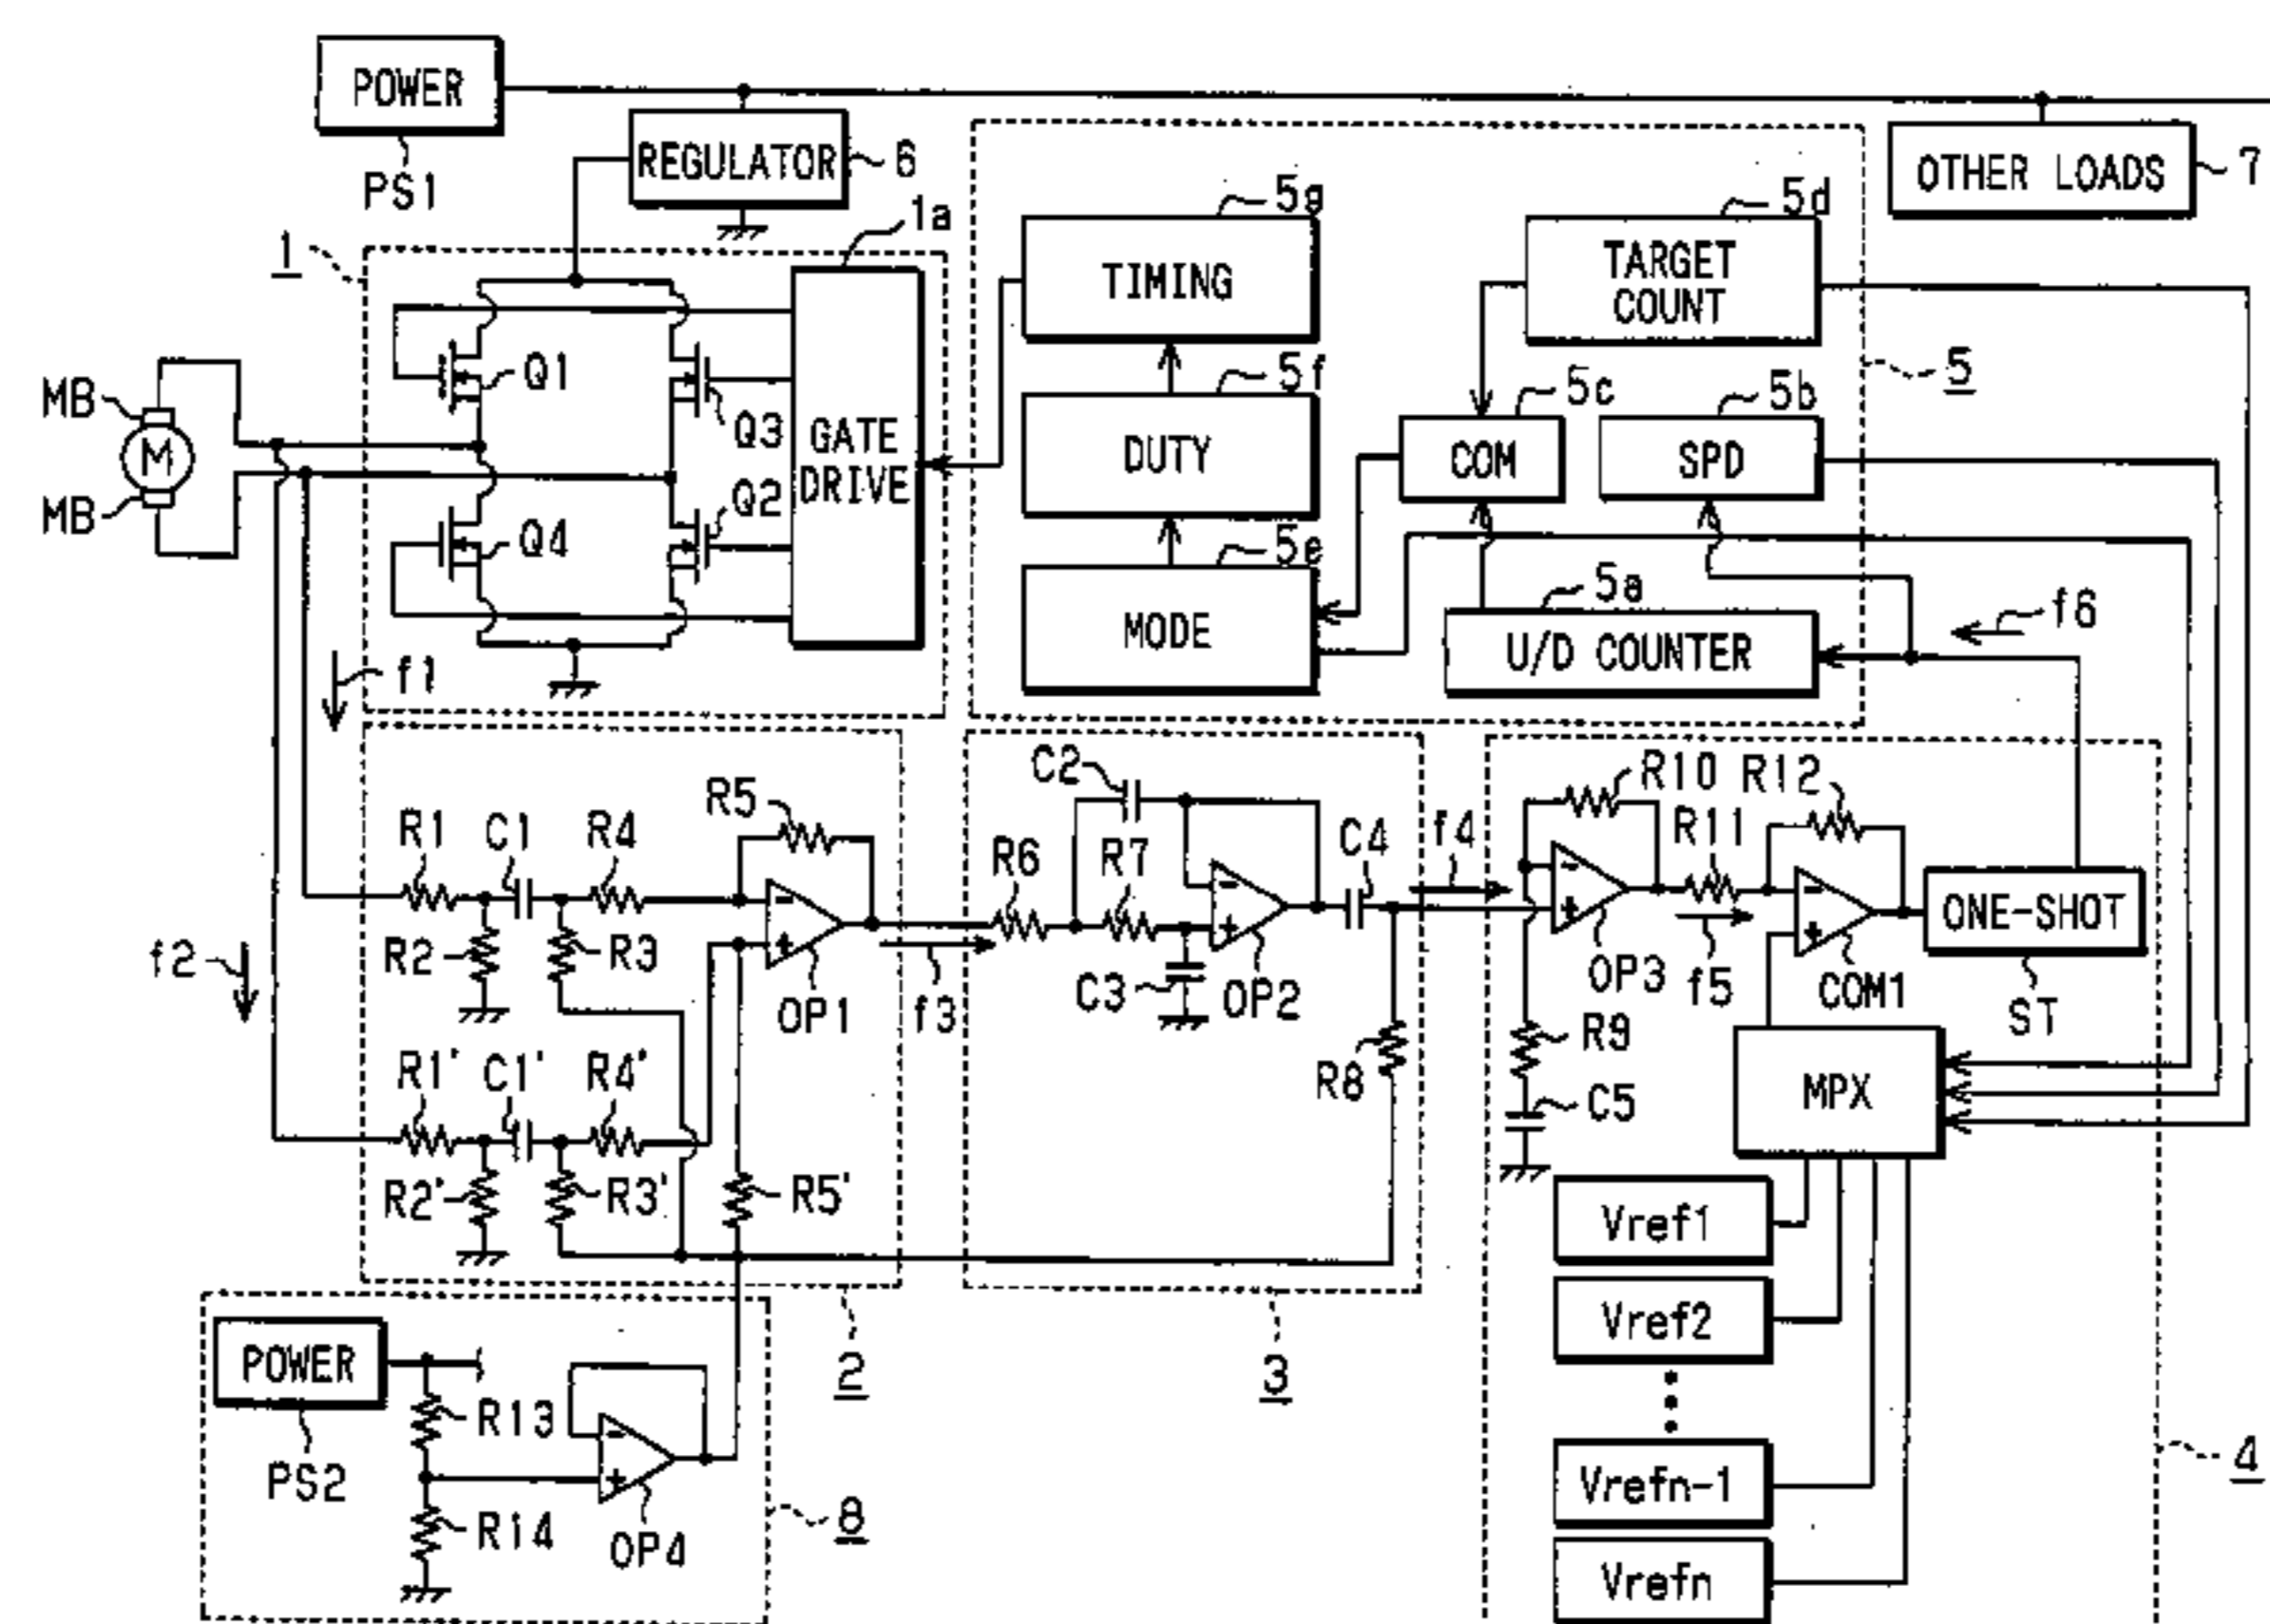 POWER
PS1
REGULATOR
6
OTHER LOADS
7
1
1a
5g
TIMING
5d
TARGET
COUNT
5
MB
M
MB
Q1
Q3
Q4
Q2
GATE
DRIVE
5f
DUTY
5c
COM
5b
SPD
5e
MODE
5a
U/D COUNTER
f6
f1
f2
R1
C1
R4
R5
R2
R3
OP1
f3
R1'
C1'
R4'
R2'
R3'
R5'
2
C2
R6
R7
C3
OP2
C4
f4
R8
3
R10
R12
R11
OP3
f5
COM1
ONE-SHOT
ST
R9
C5
MPX
Vref1
Vref2
Vrefn-1
Vrefn
4
POWER
PS2
R13
R14
OP4
8